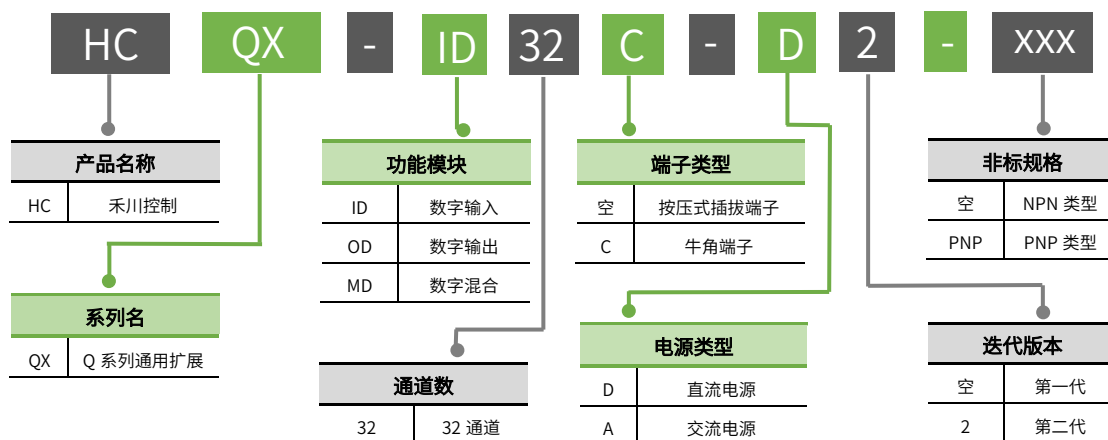 HC QX - ID 32 C - D 2 - XXX
产品名称
HC 禾川控制
系列名
QX Q 系列通用扩展
功能模块
ID 数字输入
OD 数字输出
MD 数字混合
通道数
32 32 通道
端子类型
空 按压式插拔端子
C 牛角端子
电源类型
D 直流电源
A 交流电源
非标规格
空 NPN 类型
PNP PNP 类型
迭代版本
空 第一代
2 第二代